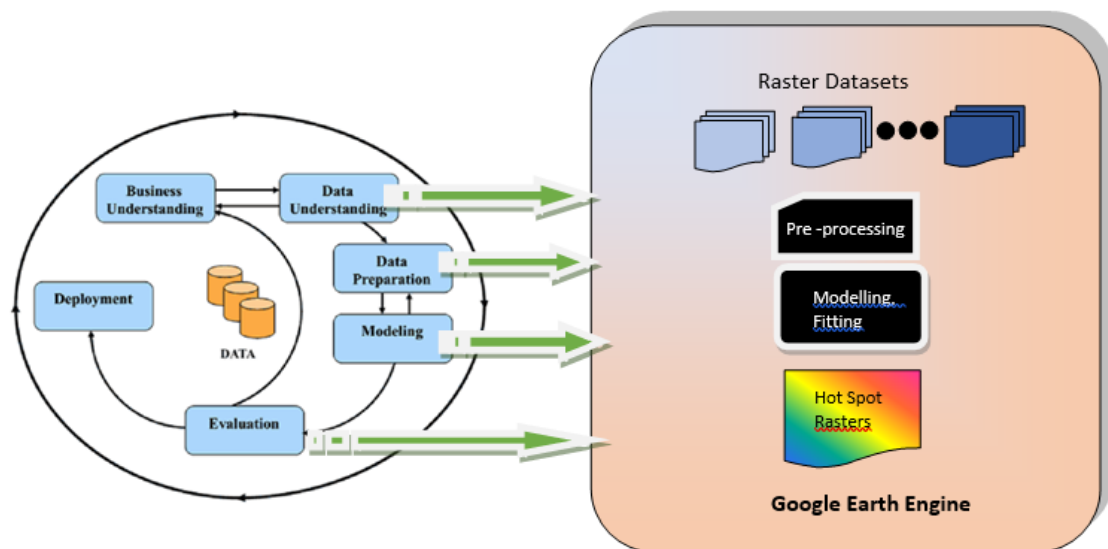 Raster Datasets
Business
Understanding
Data
Understanding
Pre -processing
Data
Preparation
Deployment
Modelling,
Fitting
Modeling
DATA
Hot Spot
Rasters
Evaluation
Google Earth Engine